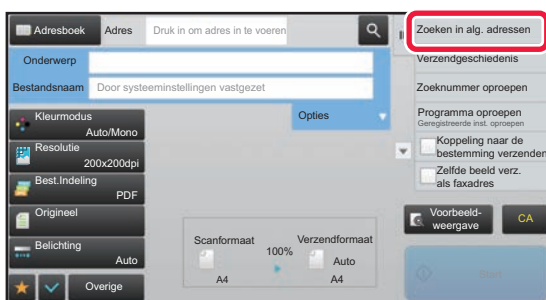 Adresboek
Adres
Druk in om adres in te voeren
Zoeken in alg. adressen
Onderwerp
Verzendgeschiedenis
Bestandsnaam
Door systeeminstellingen vastgezet
Zoeknummer oproepen
Kleurmodus
Auto/Mono
Opties
Programma oproepen
Geregistreerde inst. oproepen
Resolutie
200x200dpi
Koppeling naar de
bestemming verzenden
Best.Indeling
PDF
Zelfde beeld verz.
als faxadres
Origineel
Voorbeeld-
weergave
CA
Belichting
Auto
Scanformaat
100%
Verzendformaat
Auto
A4
A4
Overige
Start